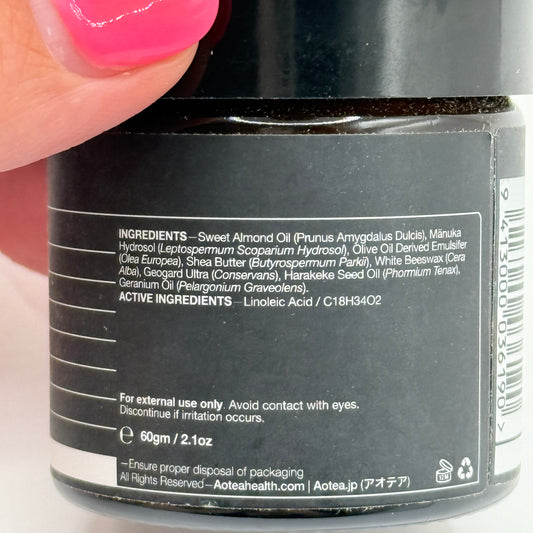 INGREDIENTS—Sweet Almond Oil (Prunus Amygdalus Dulcis), Mānuka
Hydrosol (Leptospermum Scoparium Hydrosol), Olive Oil Derived Emulsifer
(Olea Europea), Shea Butter (Butyrospermum Parkii), White Beeswax (Cera
Alba), Geogard Ultra (Conservans), Harakeke Seed Oil (Phormium Tenax),
Geranium Oil (Pelargonium Graveolens).
ACTIVE INGREDIENTS—Linoleic Acid / C18H34O2
For external use only. Avoid contact with eyes.
Discontinue if irritation occurs.
℮ 60gm / 2.1oz
—Ensure proper disposal of packaging
All Rights Reserved—Aoteahealth.com | Aotea.jp (アオテア)
12M
9 413000 036190 >